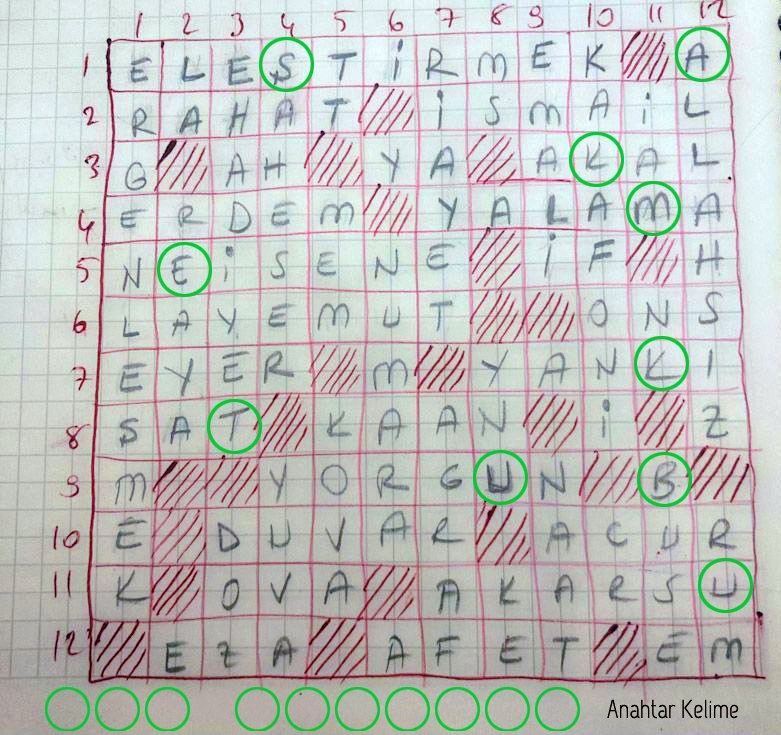 1 2 3 4 5 6 7 8 9 10 11 12
1 E L E S T İ R M E K A
2 R A H A T İ S M A İ L
3 G A H Y A A K A L
4 E R D E M Y A L A M A
5 N E İ S E N E İ F H
6 L A Y E M U T O N S
7 E Y E R M Y A N K I
8 S A T K A A N İ Z
9 M Y O R G U N B
10 E D U V A R A C U R
11 K O V A A K A R S U
12 E Z A A F E T E M
Anahtar Kelime